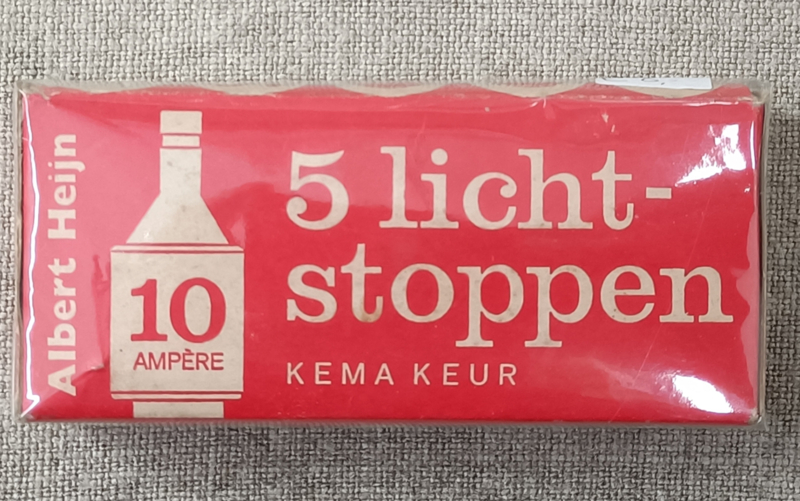 Albert Heijn
10
AMPÈRE
5 licht-
stoppen
KEMA KEUR